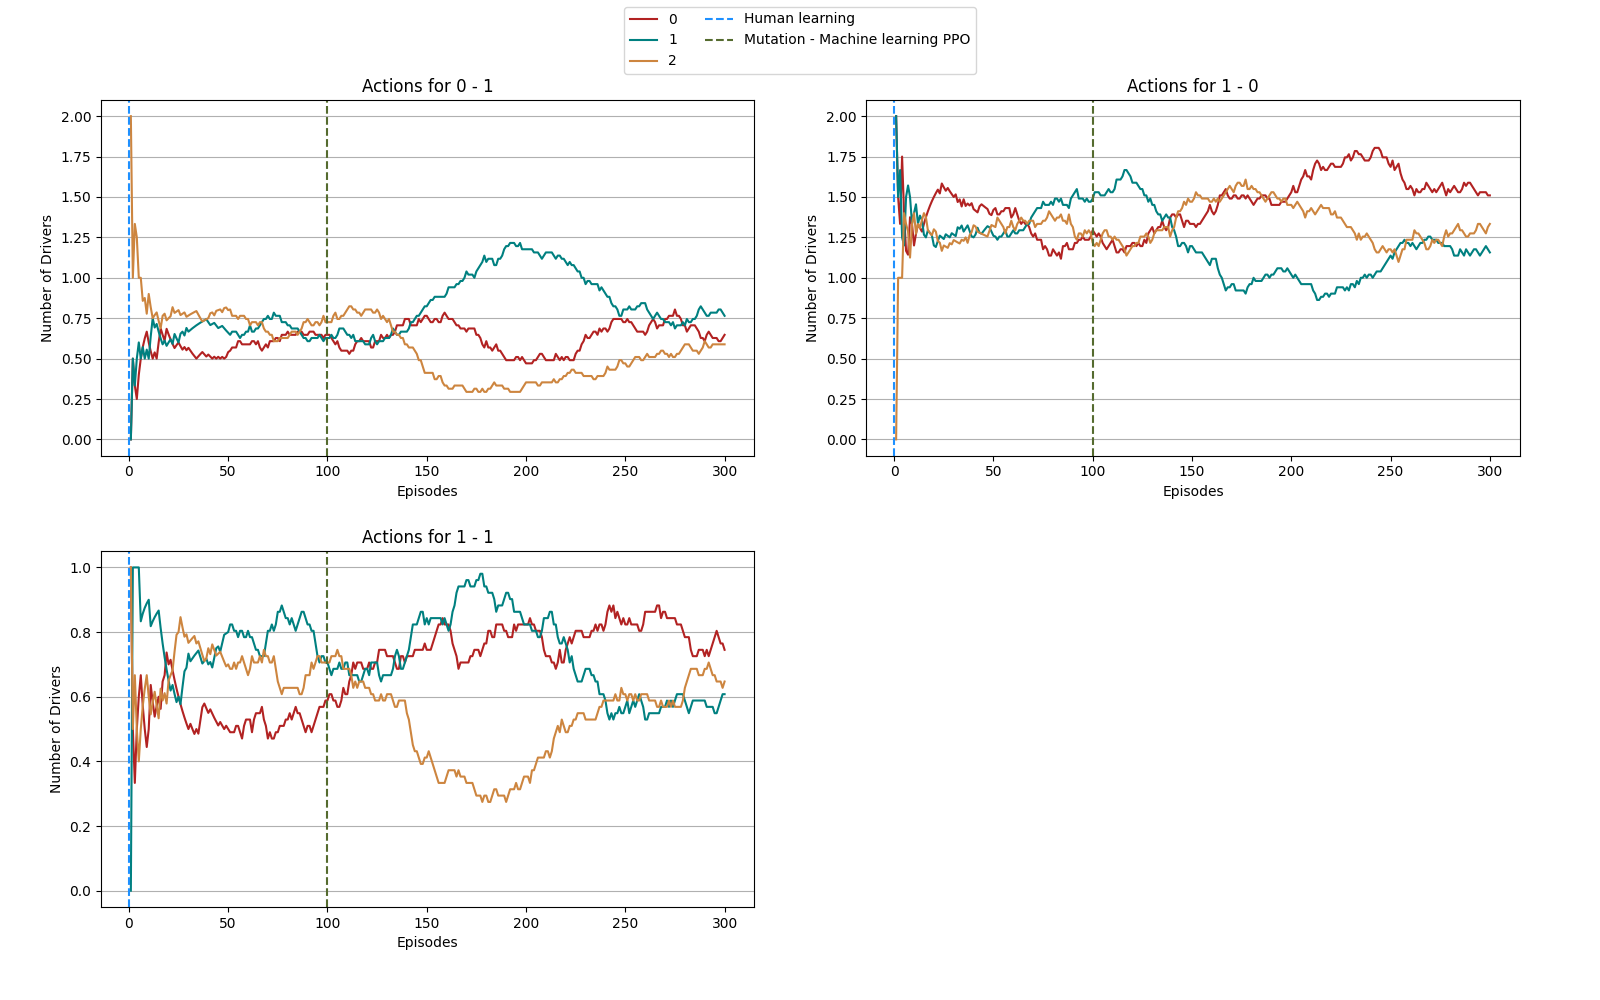 0
1
2
Human learning
Mutation - Machine learning PPO
Actions for 0 - 1
Number of Drivers
2.00
1.75
1.50
1.25
1.00
0.75
0.50
0.25
0.00
0 50 100 150 200 250 300
Episodes
Actions for 1 - 0
Number of Drivers
2.00
1.75
1.50
1.25
1.00
0.75
0.50
0.25
0.00
0 50 100 150 200 250 300
Episodes
Actions for 1 - 1
Number of Drivers
1.0
0.8
0.6
0.4
0.2
0.0
0 50 100 150 200 250 300
Episodes